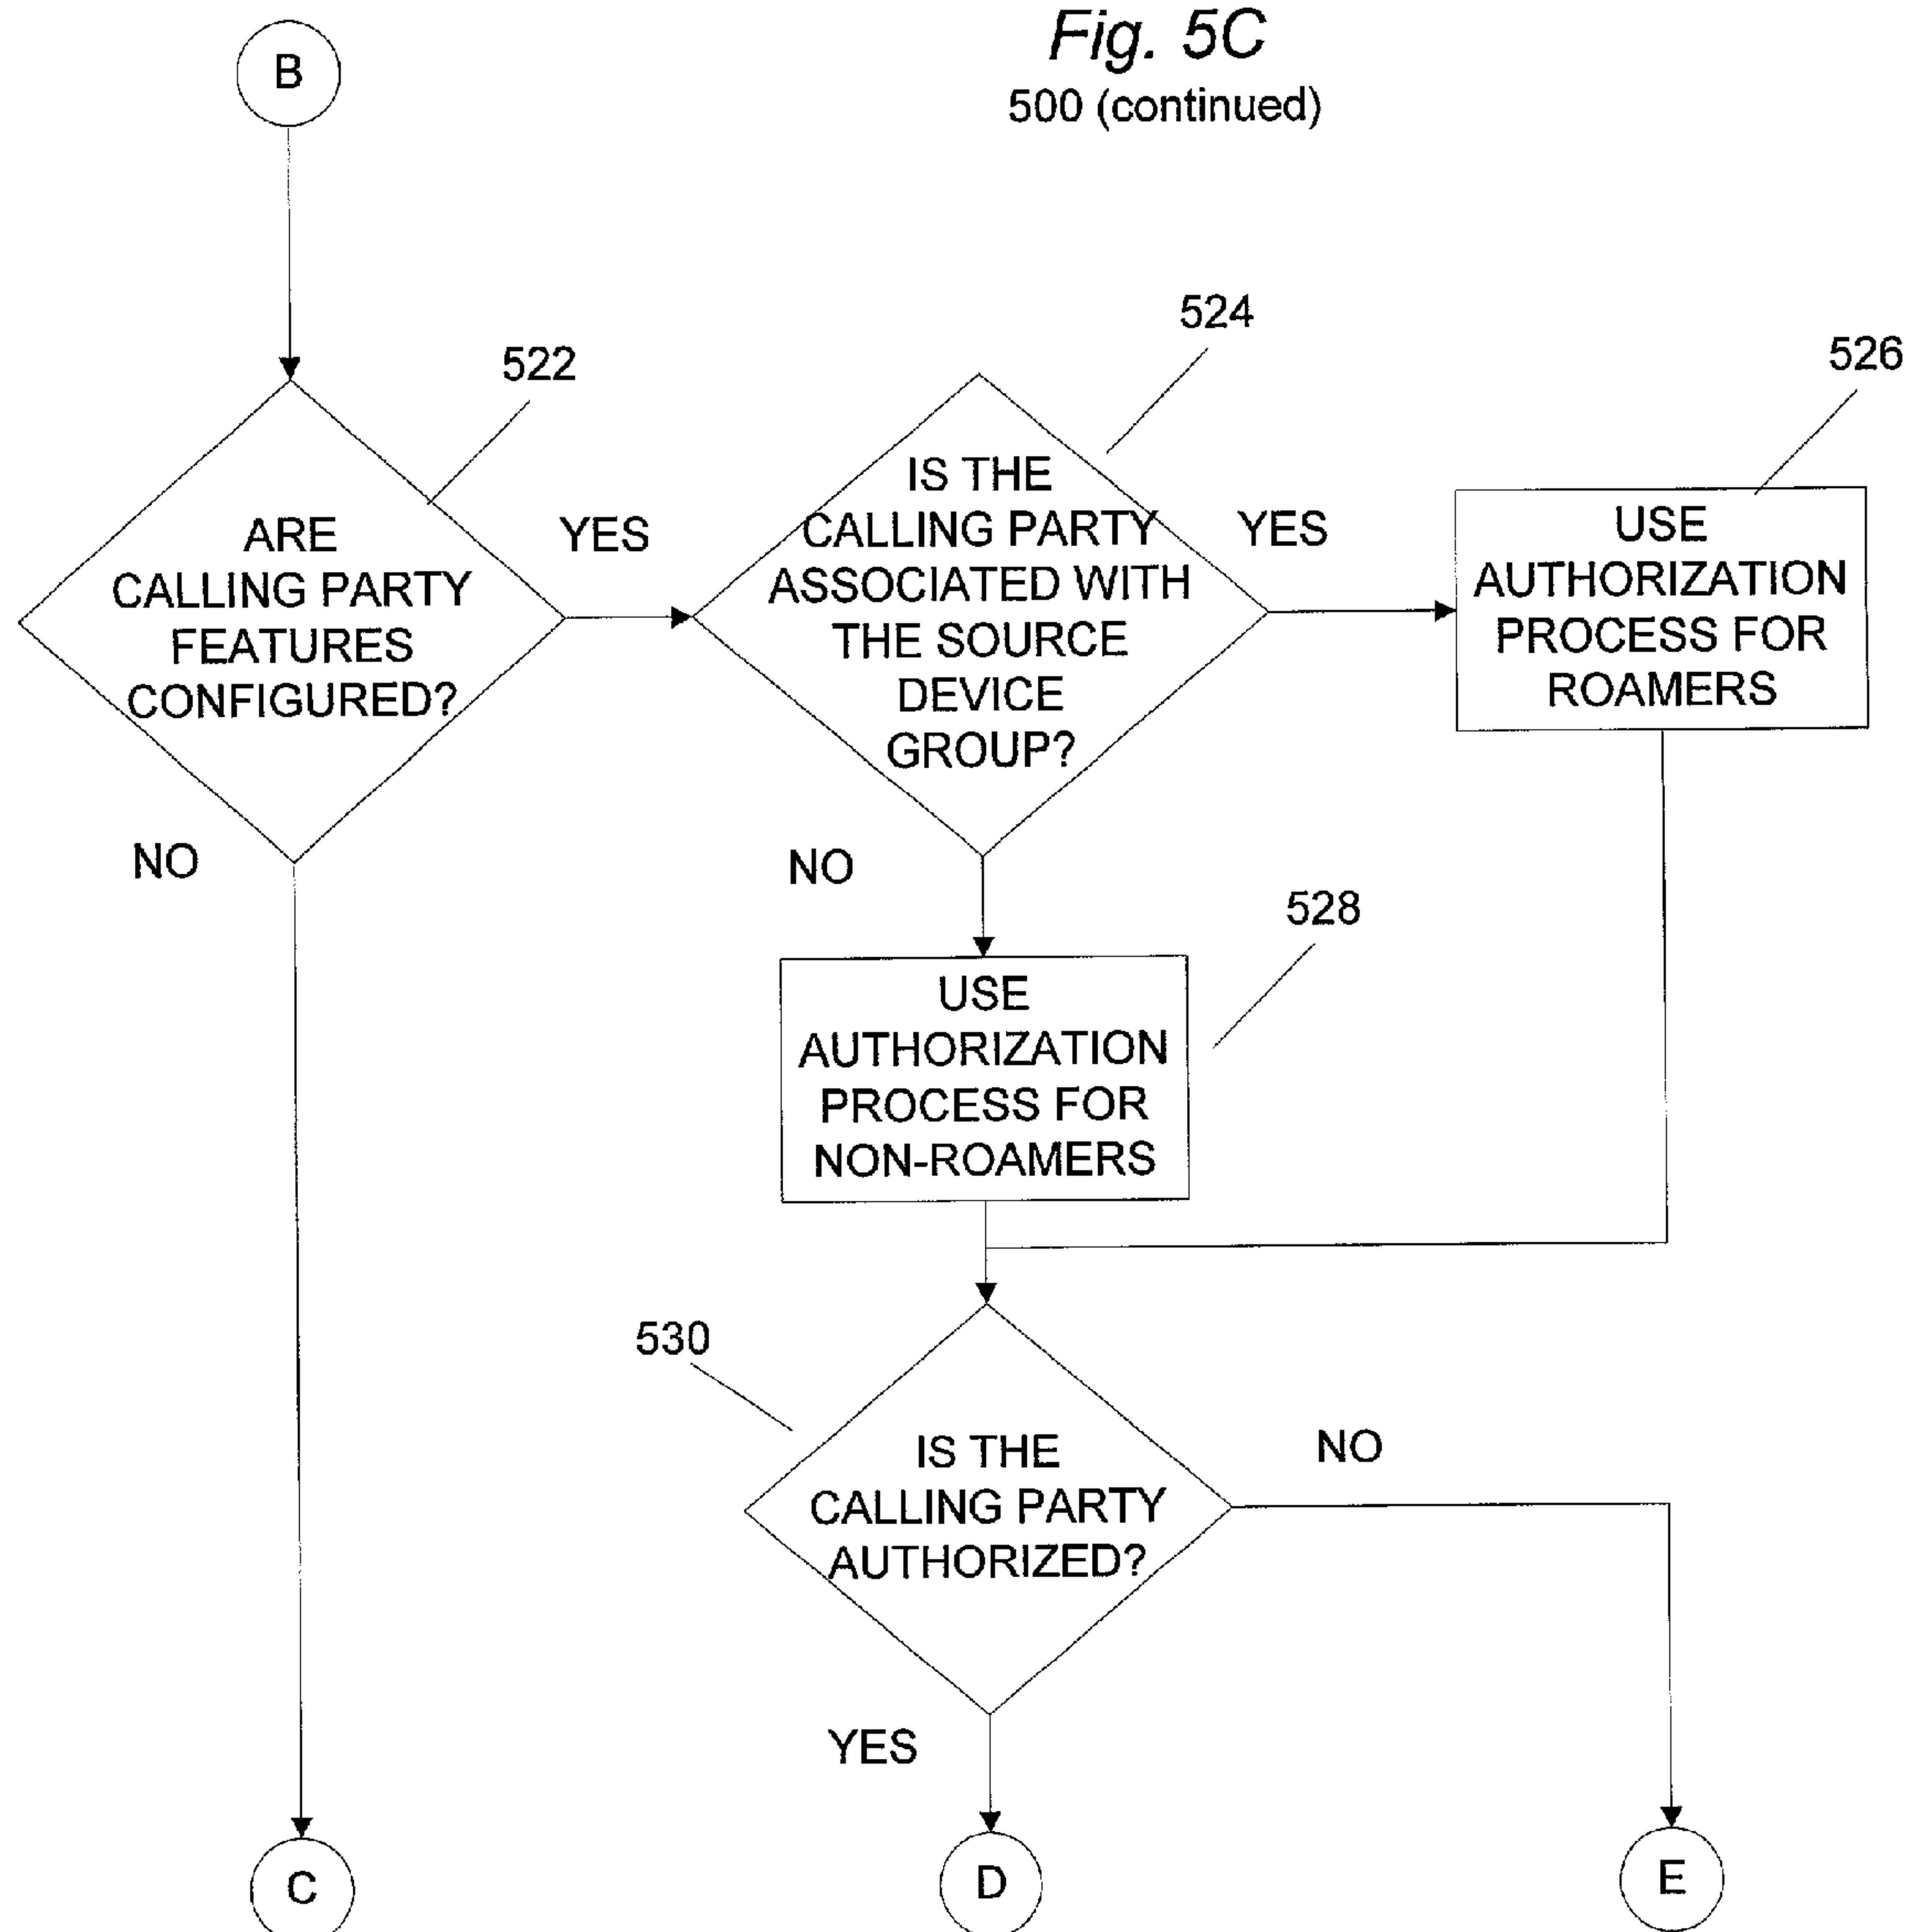 Fig. 5C
500 (continued)
B
522
524
526
ARE
CALLING PARTY
FEATURES
CONFIGURED?
YES
IS THE
CALLING PARTY
ASSOCIATED WITH
THE SOURCE
DEVICE
GROUP?
YES
USE
AUTHORIZATION
PROCESS FOR
ROAMERS
NO
NO
528
USE
AUTHORIZATION
PROCESS FOR
NON-ROAMERS
530
IS THE
CALLING PARTY
AUTHORIZED?
NO
YES
C
D
E